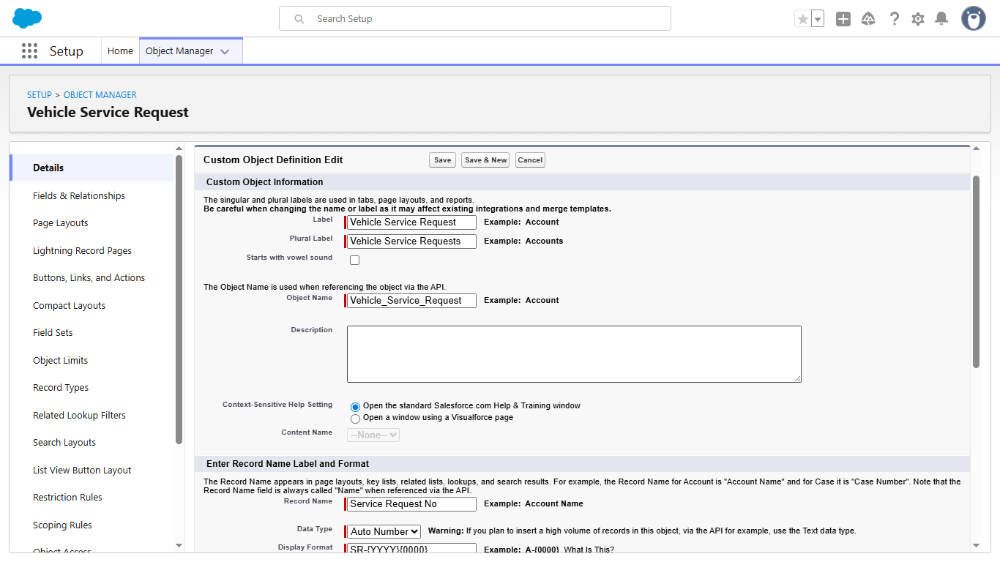 Search Setup
Setup
Home
Object Manager
SETUP > OBJECT MANAGER
Vehicle Service Request
Details
Fields & Relationships
Page Layouts
Lightning Record Pages
Buttons, Links, and Actions
Compact Layouts
Field Sets
Object Limits
Record Types
Related Lookup Filters
Search Layouts
List View Button Layout
Restriction Rules
Scoping Rules
Object Access
Custom Object Definition Edit
Save
Save & New
Cancel
Custom Object Information
The singular and plural labels are used in tabs, page layouts, and reports.
Be careful when changing the name or label as it may affect existing integrations and merge templates.
Label Vehicle Service Request Example: Account
Plural Label Vehicle Service Requests Example: Accounts
Starts with vowel sound
The Object Name is used when referencing the object via the API.
Object Name Vehicle_Service_Request Example: Account
Description
Context-Sensitive Help Setting Open the standard Salesforce.com Help & Training window
Open a window using a Visualforce page
Content Name --None--
Enter Record Name Label and Format
The Record Name appears in page layouts, key lists, related lists, lookups, and search results. For example, the Record Name for Account is "Account Name" and for Case it is "Case Number". Note that the
Record Name field is always called "Name" when referenced via the API.
Record Name Service Request No Example: Account Name
Data Type Auto Number Warning: If you plan to insert a high volume of records in this object, via the API for example, use the Text data type.
Display Format SR-{YYYY}{0000} Example: A-{0000} What Is This?